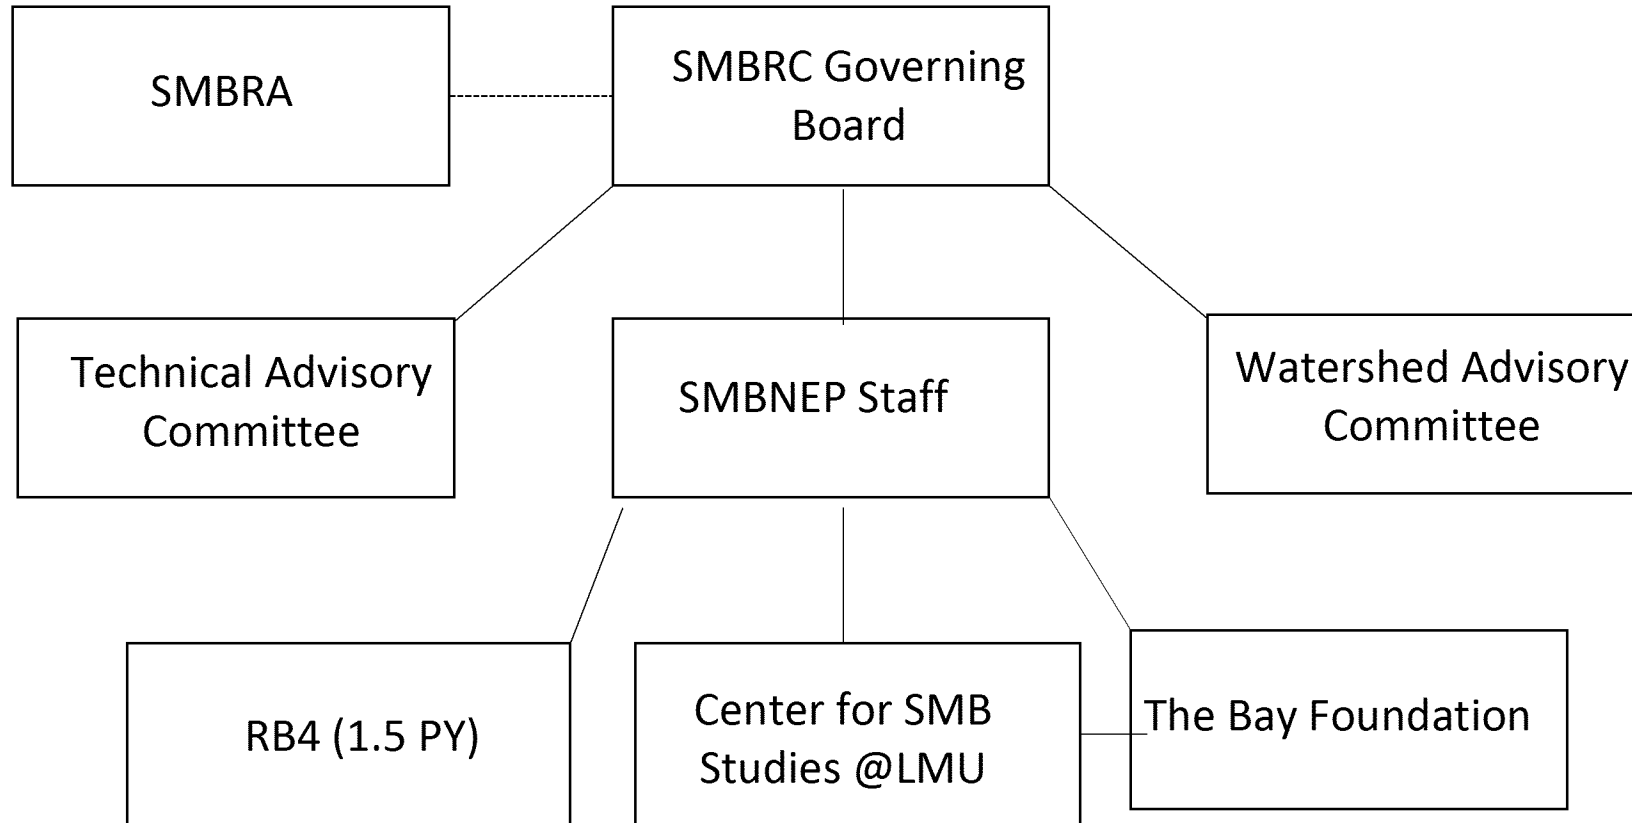 SMBRA
SMBRC Governing
Board
Technical Advisory
Committee
SMBNEP Staff
Watershed Advisory
Committee
RB4 (1.5 PY)
Center for SMB
Studies @LMU
The Bay Foundation